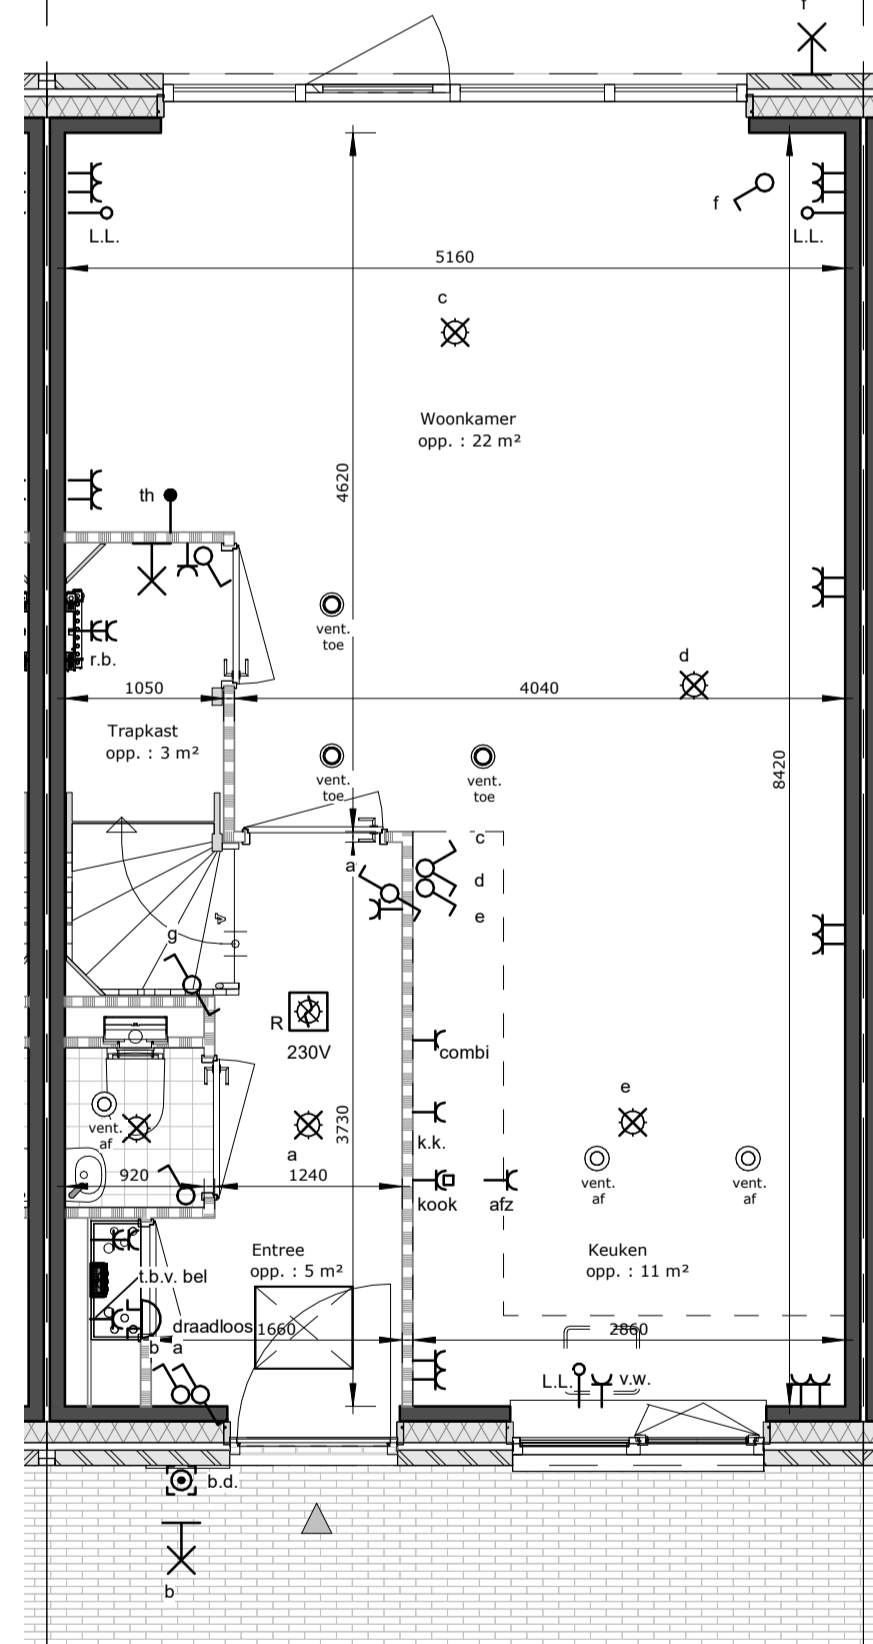 f
f
L.L.
L.L.
5160
c
Woonkamer
opp. : 22 m²
4620
th
vent.
toe
r.b.
d
1050
4040
Trapkast
opp. : 3 m²
vent.
toe
vent.
toe
8420
c
a
d
e
g
R
230V
combi
e
vent.
af
k.k.
3730
a
920
1240
vent.
af
vent.
af
kook
afz
Entree
opp. : 5 m²
Keuken
opp. : 11 m²
t.b.v. bel
draadloos
1660
2860
b
a
L.L.
v.w.
b.d.
b